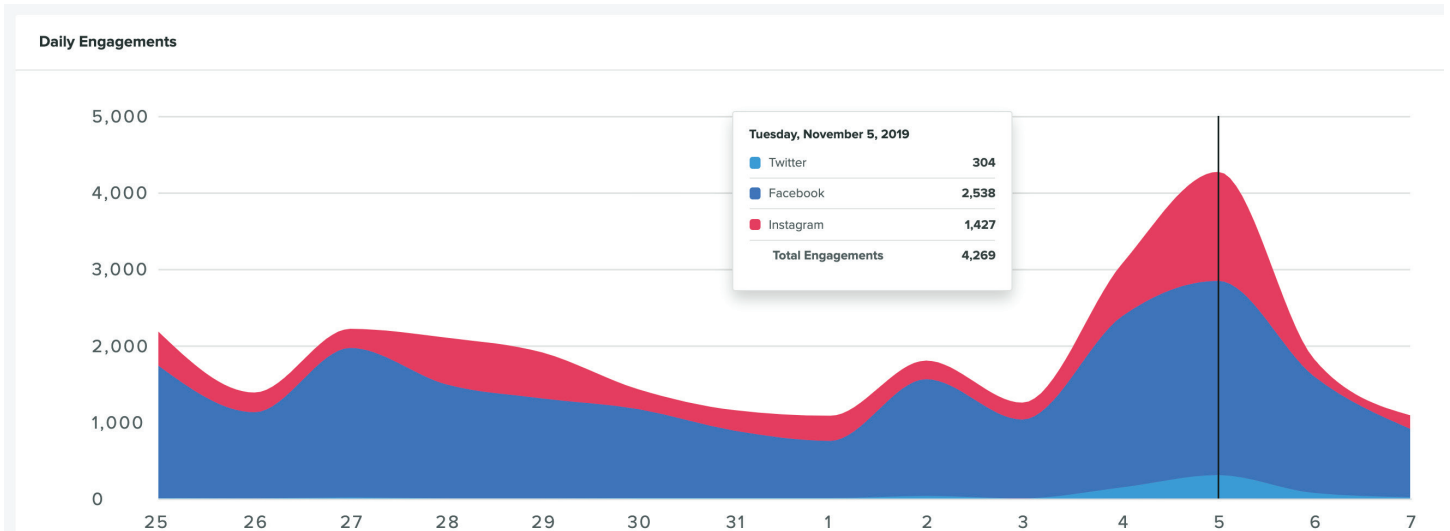 Daily Engagements
5,000
4,000
3,000
2,000
1,000
0
Tuesday, November 5, 2019
Twitter 304
Facebook 2,538
Instagram 1,427
Total Engagements 4,269
25 26 27 28 29 30 31 1 2 3 4 5 6 7